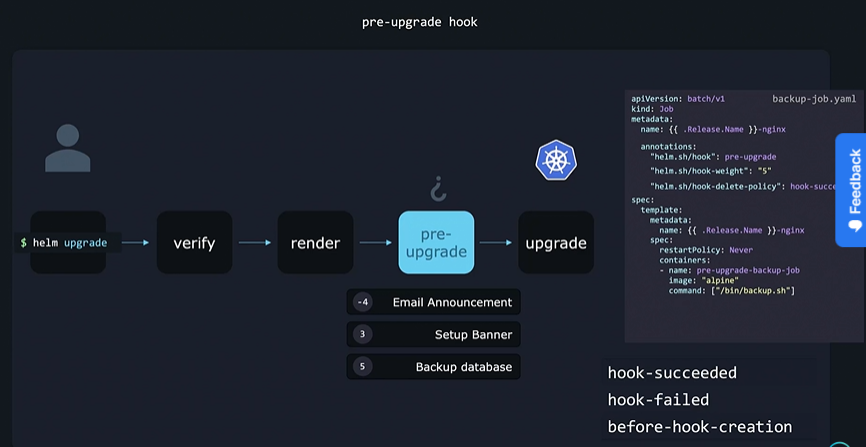 pre-upgrade hook
$ helm upgrade
verify
render
pre-
upgrade
upgrade
-4 Email Announcement
3 Setup Banner
5 Backup database
backup-job.yaml
apiVersion: batch/v1
kind: Job
metadata:
name: {{ .Release.Name }}-nginx
annotations:
"helm.sh/hook": pre-upgrade
"helm.sh/hook-weight": "5"
"helm.sh/hook-delete-policy": hook-succe
spec:
template:
metadata:
name: {{ .Release.Name }}-nginx
spec:
restartPolicy: Never
containers:
- name: pre-upgrade-backup-job
image: "alpine"
command: ["/bin/backup.sh"]
hook-succeeded
hook-failed
before-hook-creation
Feedback